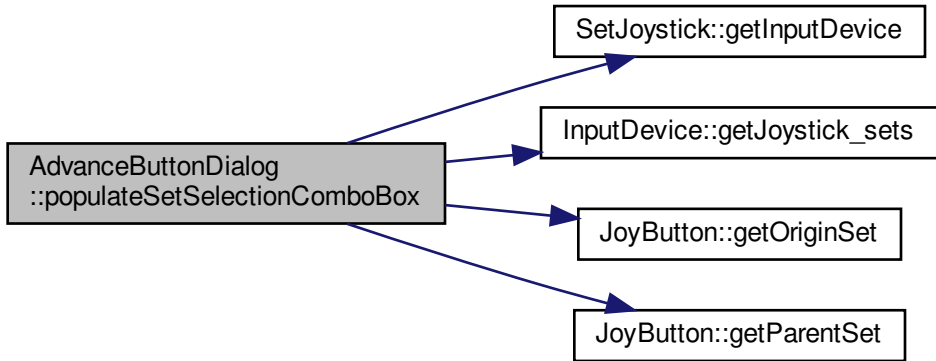 SetJoystick::getInputDevice
InputDevice::getJoystick_sets
AdvanceButtonDialog
::populateSetSelectionComboBox
JoyButton::getOriginSet
JoyButton::getParentSet